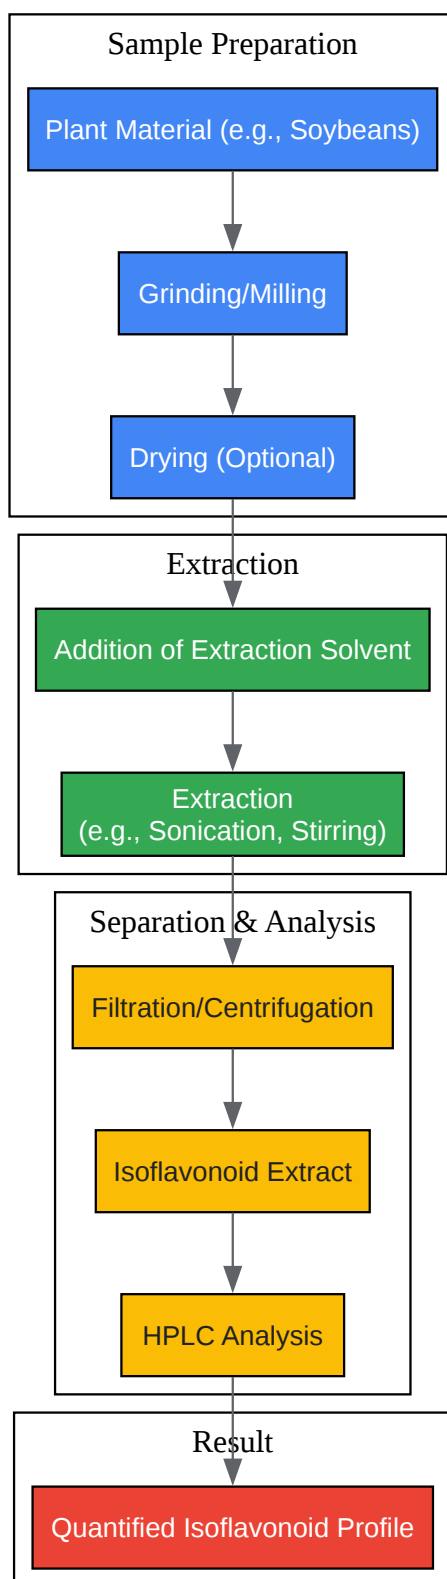 Sample Preparation
Plant Material (e.g., Soybeans)
Grinding/Milling
Drying (Optional)
Extraction
Addition of Extraction Solvent
Extraction
(e.g., Sonication, Stirring)
Separation & Analysis
Filtration/Centrifugation
Isoflavonoid Extract
HPLC Analysis
Result
Quantified Isoflavonoid Profile